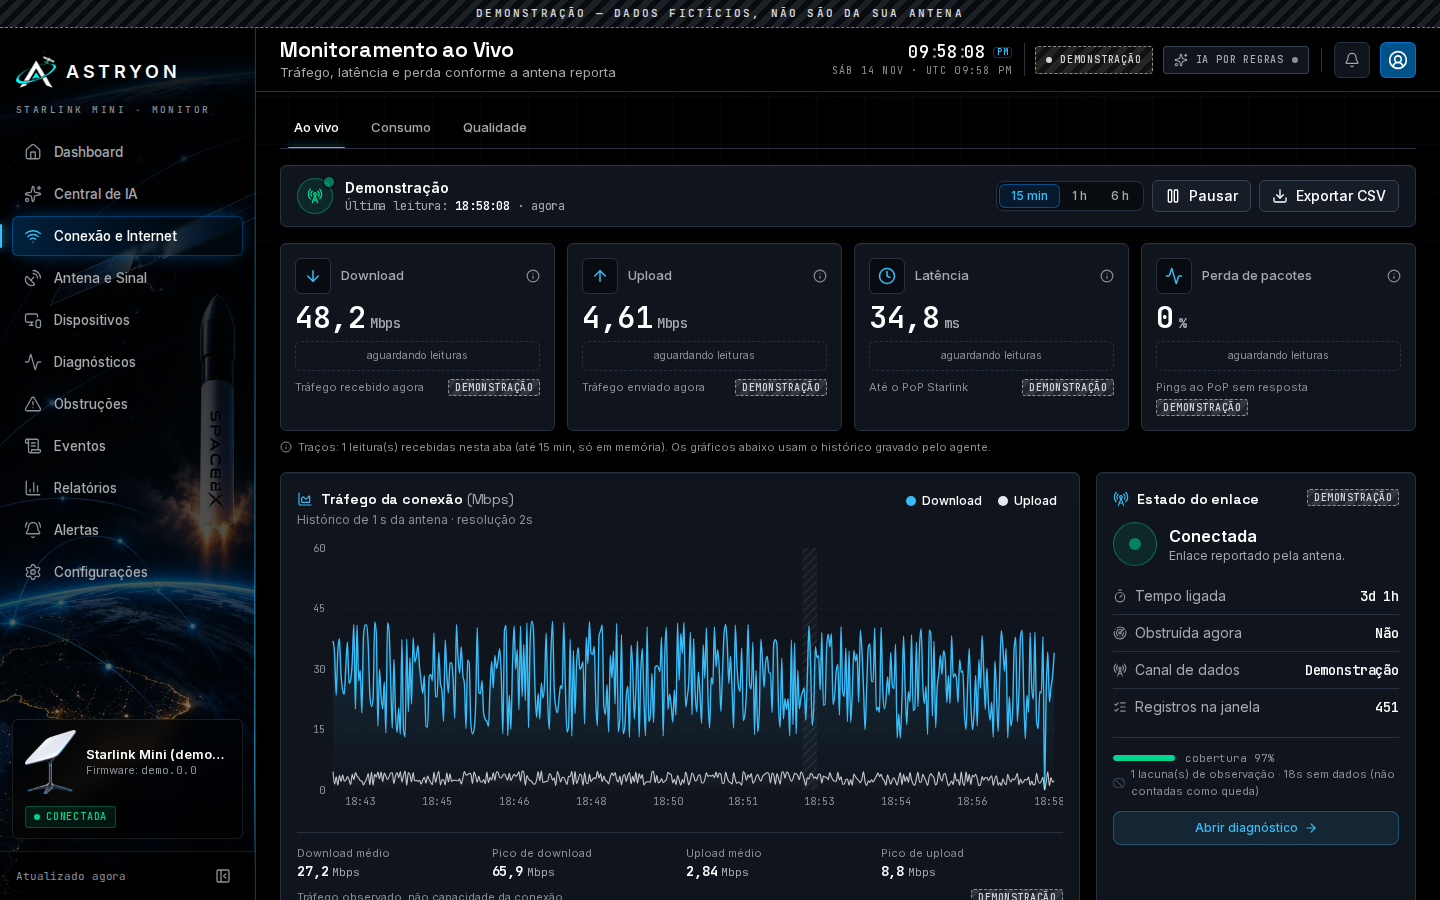 DEMONSTRAÇÃO — DADOS FICTÍCIOS, NÃO SÃO DA SUA ANTENA
ASTRYON
STARLINK MINI · MONITOR
Dashboard
Central de IA
Conexão e Internet
Antena e Sinal
Dispositivos
Diagnósticos
Obstruções
Eventos
Relatórios
Alertas
Configurações
SPACEX
Starlink Mini (demo...
Firmware: demo.0.0
CONECTADA
Atualizado agora
Monitoramento ao Vivo
Tráfego, latência e perda conforme a antena reporta
09:58:08 PM
SÁB 14 NOV · UTC 09:58 PM
DEMONSTRAÇÃO
IA POR REGRAS
Ao vivo Consumo Qualidade
Demonstração
Última leitura: 18:58:08 · agora
15 min 1 h 6 h
Pausar
Exportar CSV
Download
48,2 Mbps
aguardando leituras
Tráfego recebido agora DEMONSTRAÇÃO
Upload
4,61 Mbps
aguardando leituras
Tráfego enviado agora DEMONSTRAÇÃO
Latência
34,8 ms
aguardando leituras
Até o PoP Starlink DEMONSTRAÇÃO
Perda de pacotes
0 %
aguardando leituras
Pings ao PoP sem resposta
DEMONSTRAÇÃO
Traços: 1 leitura(s) recebidas nesta aba (até 15 min, só em memória). Os gráficos abaixo usam o histórico gravado pelo agente.
Tráfego da conexão (Mbps)
Histórico de 1 s da antena · resolução 2s
Download Upload
60
45
30
15
0
18:43 18:45 18:46 18:48 18:50 18:51 18:53 18:54 18:56 18:58
Download médio
27,2 Mbps
Pico de download
65,9 Mbps
Upload médio
2,84 Mbps
Pico de upload
8,8 Mbps
Tráfego observado, não capacidade da conexão
DEMONSTRAÇÃO
Estado do enlace DEMONSTRAÇÃO
Conectada
Enlace reportado pela antena.
Tempo ligada 3d 1h
Obstruída agora Não
Canal de dados Demonstração
Registros na janela 451
cobertura 97%
1 lacuna(s) de observação · 18s sem dados (não
contadas como queda)
Abrir diagnóstico